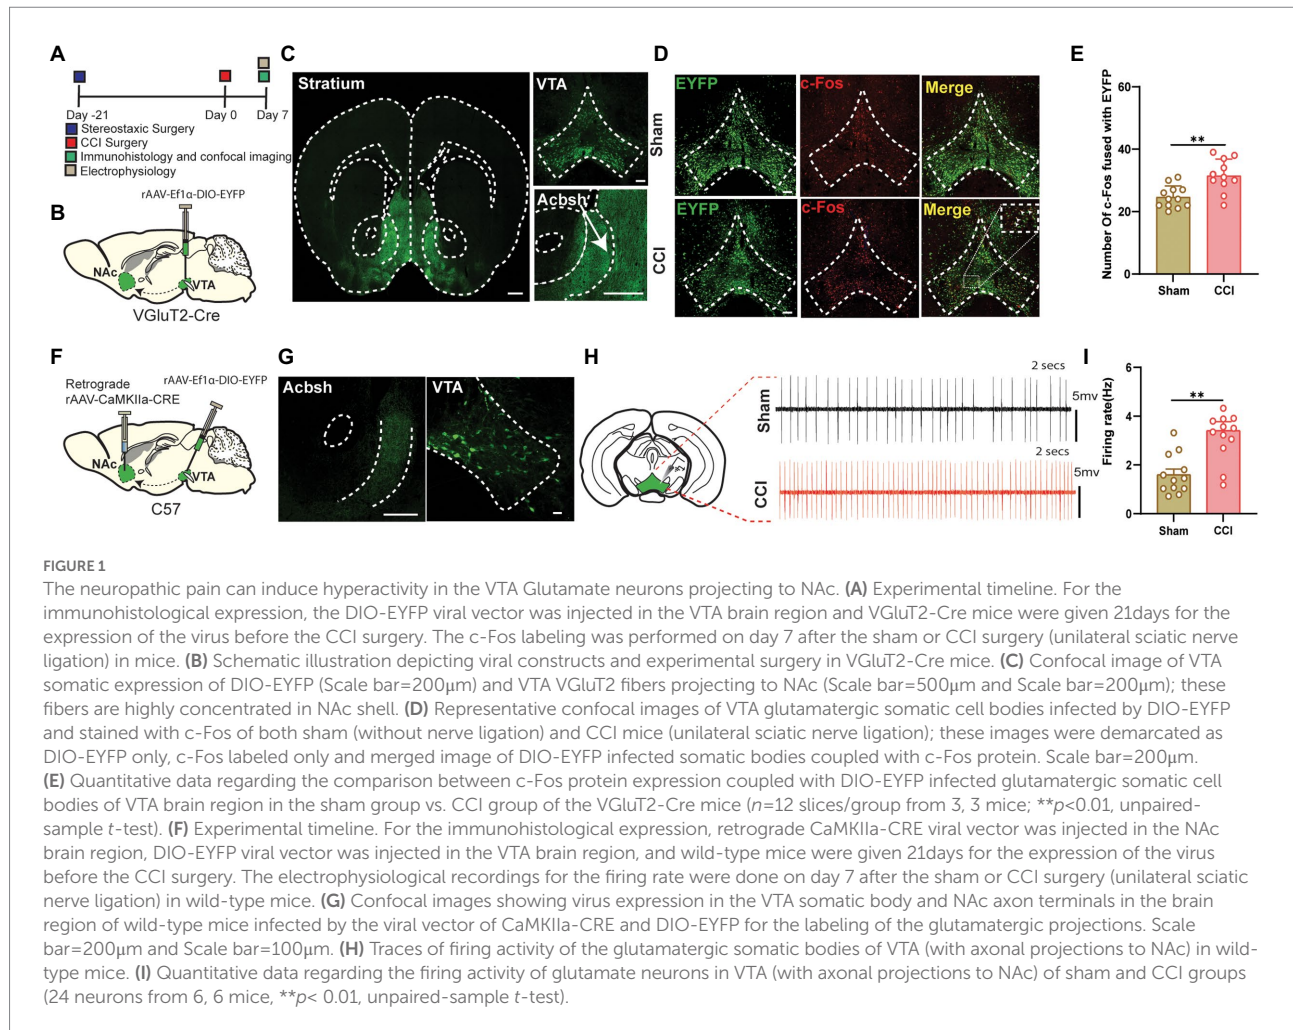 A
Day -21
Day 0
Day 7
Stereostaxic Surgery
CCI Surgery
Immunohistology and confocal imaging
Electrophysiology
B
rAAV-Ef1α-DIO-EYFP
NAc
VTA
VGluT2-Cre
C
Stratium
VTA
Acbsh
D
EYFP
c-Fos
Merge
Sham
EYFP
c-Fos
Merge
CCI
E
Number Of c-Fos fused with EYFP
60
40
20
0
**
Sham
CCI
F
Retrograde
rAAV-CaMKIIa-CRE
rAAV-Ef1α-DIO-EYFP
NAc
VTA
C57
G
Acbsh
VTA
H
Sham
2 secs
5mv
CCI
2 secs
5mv
I
Firing rate(Hz)
6
4
2
0
**
Sham
CCI
FIGURE 1
The neuropathic pain can induce hyperactivity in the VTA Glutamate neurons projecting to NAc. (A) Experimental timeline. For the
immunohistological expression, the DIO-EYFP viral vector was injected in the VTA brain region and VGluT2-Cre mice were given 21days for the
expression of the virus before the CCI surgery. The c-Fos labeling was performed on day 7 after the sham or CCI surgery (unilateral sciatic nerve
ligation) in mice. (B) Schematic illustration depicting viral constructs and experimental surgery in VGluT2-Cre mice. (C) Confocal image of VTA
somatic expression of DIO-EYFP (Scale bar=200μm) and VTA VGluT2 fibers projecting to NAc (Scale bar=500μm and Scale bar=200μm); these
fibers are highly concentrated in NAc shell. (D) Representative confocal images of VTA glutamatergic somatic cell bodies infected by DIO-EYFP
and stained with c-Fos of both sham (without nerve ligation) and CCI mice (unilateral sciatic nerve ligation); these images were demarcated as
DIO-EYFP only, c-Fos labeled only and merged image of DIO-EYFP infected somatic bodies coupled with c-Fos protein. Scale bar=200μm.
(E) Quantitative data regarding the comparison between c-Fos protein expression coupled with DIO-EYFP infected glutamatergic somatic cell
bodies of VTA brain region in the sham group vs. CCI group of the VGluT2-Cre mice (n=12 slices/group from 3, 3 mice; **p<0.01, unpaired-
sample t-test). (F) Experimental timeline. For the immunohistological expression, retrograde CaMKIIa-CRE viral vector was injected in the NAc
brain region, DIO-EYFP viral vector was injected in the VTA brain region, and wild-type mice were given 21days for the expression of the virus
before the CCI surgery. The electrophysiological recordings for the firing rate were done on day 7 after the sham or CCI surgery (unilateral sciatic
nerve ligation) in wild-type mice. (G) Confocal images showing virus expression in the VTA somatic body and NAc axon terminals in the brain
region of wild-type mice infected by the viral vector of CaMKIIa-CRE and DIO-EYFP for the labeling of the glutamatergic projections. Scale
bar=200μm and Scale bar=100μm. (H) Traces of firing activity of the glutamatergic somatic bodies of VTA (with axonal projections to NAc) in wild-
type mice. (I) Quantitative data regarding the firing activity of glutamate neurons in VTA (with axonal projections to NAc) of sham and CCI groups
(24 neurons from 6, 6 mice, **p< 0.01, unpaired-sample t-test).